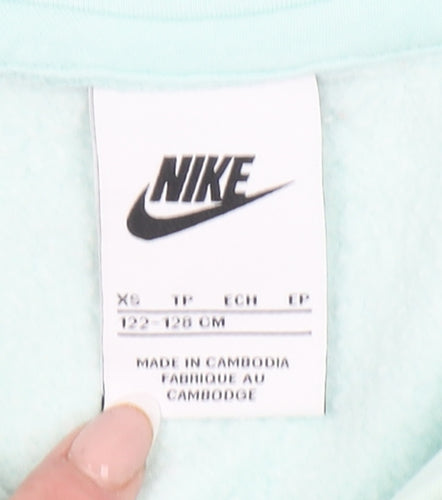 NIKE
XS TP ECH EP
122-128 CM
MADE IN CAMBODIA
FABRIQUE AU
CAMBODGE